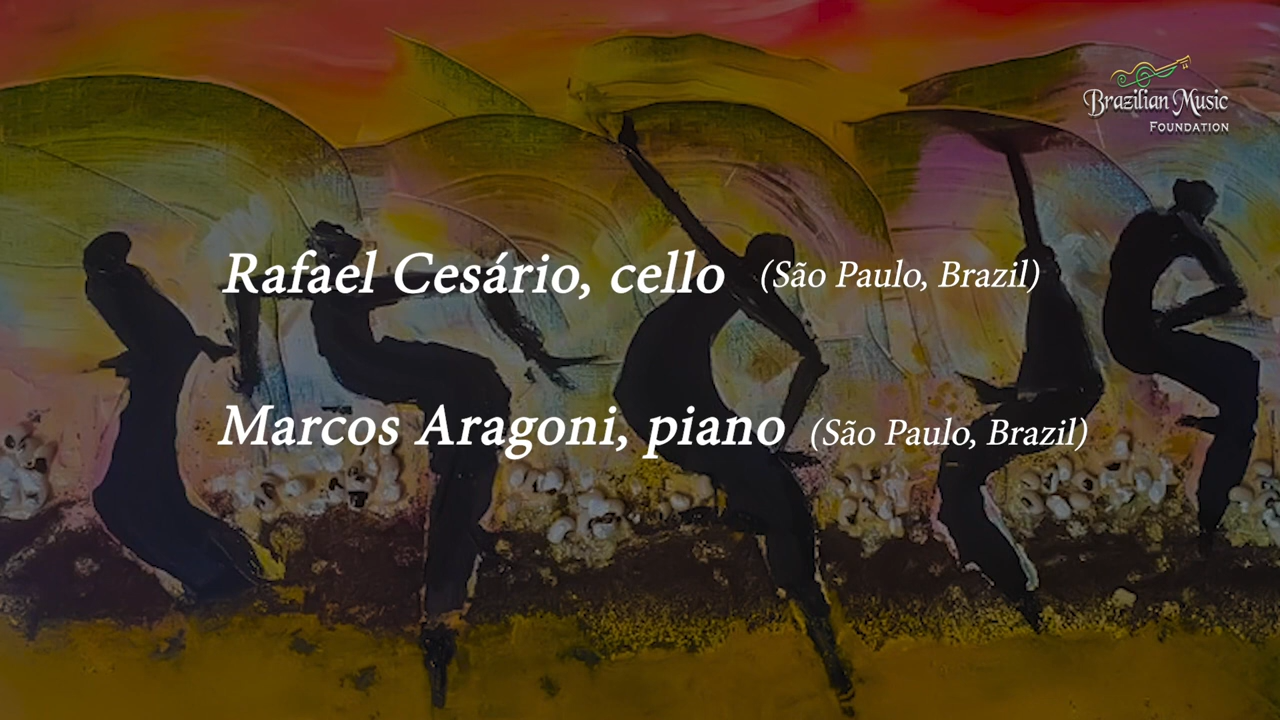 Brazilian Music
FOUNDATION
Rafael Cesário, cello (São Paulo, Brazil)
Marcos Aragoni, piano (São Paulo, Brazil)